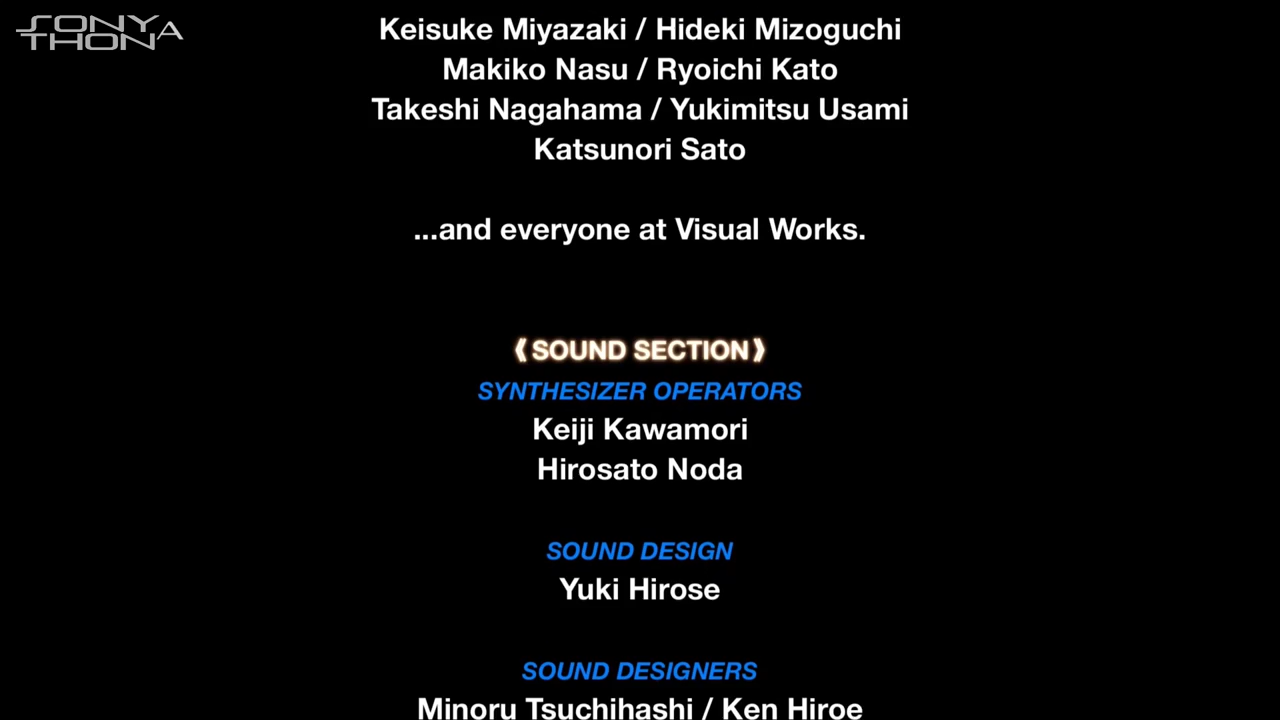 SONYA
THON
Keisuke Miyazaki / Hideki Mizoguchi
Makiko Nasu / Ryoichi Kato
Takeshi Nagahama / Yukimitsu Usami
Katsunori Sato
...and everyone at Visual Works.
《SOUND SECTION》
SYNTHESIZER OPERATORS
Keiji Kawamori
Hirosato Noda
SOUND DESIGN
Yuki Hirose
SOUND DESIGNERS
Minoru Tsuchihashi / Ken Hiroe